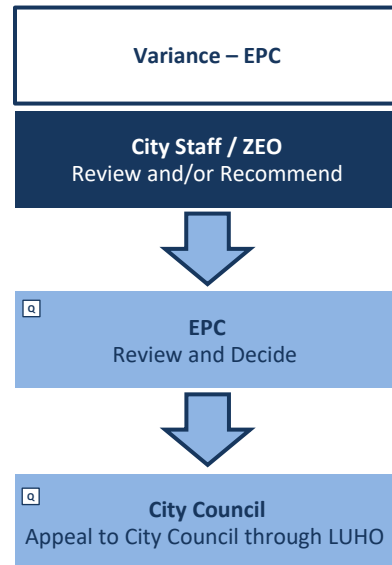 Variance – EPC
City Staff / ZEO
Review and/or Recommend
Q
EPC
Review and Decide
Q
City Council
Appeal to City Council through LUHO